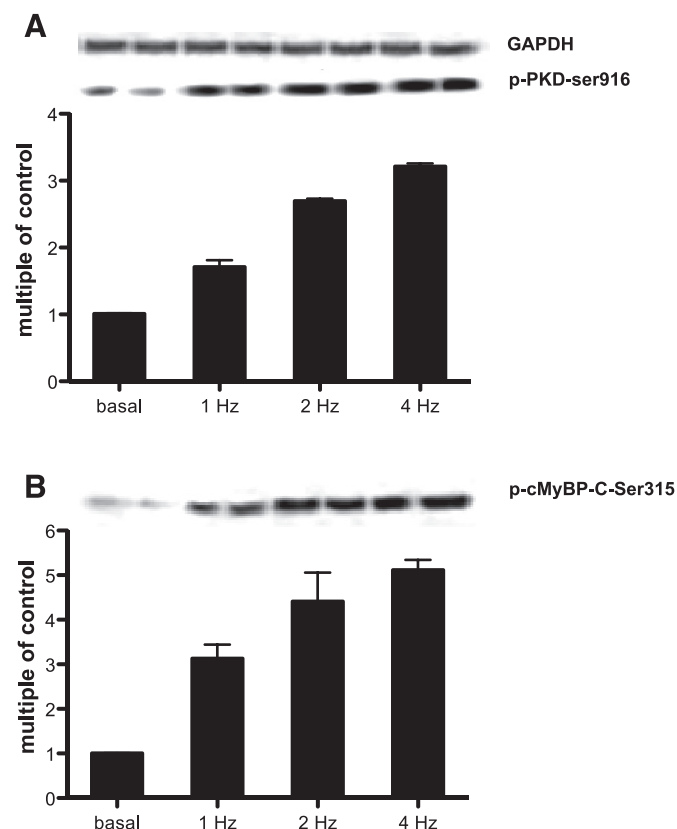 A
GAPDH
p-PKD-ser916
multiple of control
4
3
2
1
0
basal 1 Hz 2 Hz 4 Hz
B
p-cMyBP-C-Ser315
multiple of control
6
5
4
3
2
1
0
basal 1 Hz 2 Hz 4 Hz